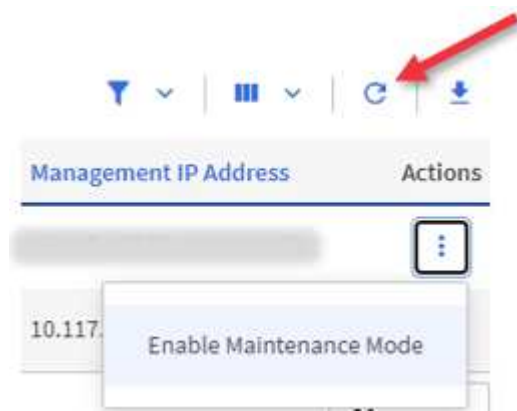 Management IP Address Actions
10.117.
Enable Maintenance Mode